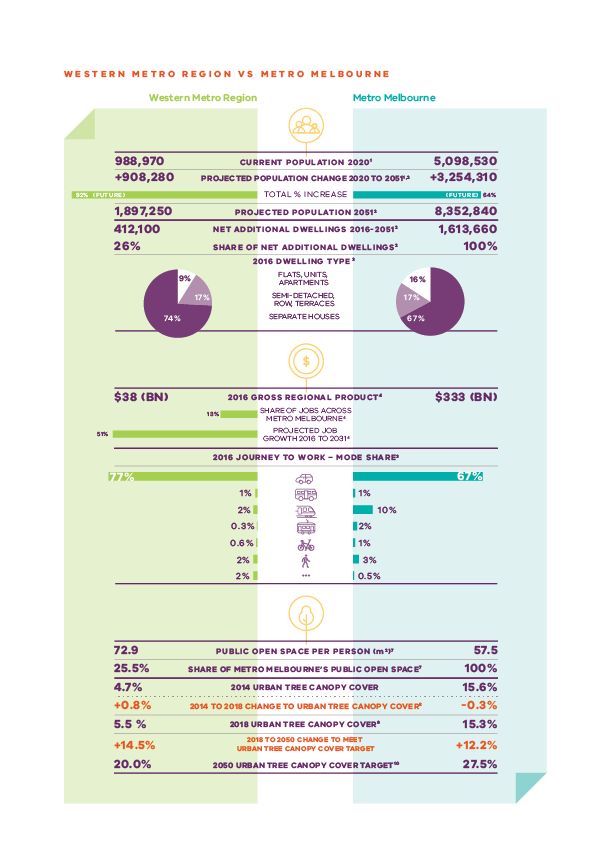 WESTERN METRO REGION VS METRO MELBOURNE
Western Metro Region Metro Melbourne
988,970 CURRENT POPULATION 2020¹ 5,098,530
+908,280 PROJECTED POPULATION CHANGE 2020 TO 2051¹,² +3,254,310
92% (FUTURE) TOTAL % INCREASE (FUTURE) 64%
1,897,250 PROJECTED POPULATION 2051² 8,352,840
412,100 NET ADDITIONAL DWELLINGS 2016-2051³ 1,613,660
26% SHARE OF NET ADDITIONAL DWELLINGS³ 100%
2016 DWELLING TYPE³
9% FLATS, UNITS, APARTMENTS 16%
17% SEMI-DETACHED, ROW, TERRACES 17%
74% SEPARATE HOUSES 67%
$
$38 (BN) 2016 GROSS REGIONAL PRODUCT⁴ $333 (BN)
13% SHARE OF JOBS ACROSS METRO MELBOURNE⁴
51% PROJECTED JOB GROWTH 2016 TO 2031⁴
2016 JOURNEY TO WORK – MODE SHARE⁵
77% 67%
1% 1%
2% 10%
0.3% 2%
0.6% 1%
2% 3%
2% ... 0.5%
72.9 PUBLIC OPEN SPACE PER PERSON (m²)⁷ 57.5
25.5% SHARE OF METRO MELBOURNE'S PUBLIC OPEN SPACE⁷ 100%
4.7% 2014 URBAN TREE CANOPY COVER 15.6%
+0.8% 2014 TO 2018 CHANGE TO URBAN TREE CANOPY COVER⁸ -0.3%
5.5 % 2018 URBAN TREE CANOPY COVER⁹ 15.3%
+14.5% 2018 TO 2050 CHANGE TO MEET URBAN TREE CANOPY COVER TARGET +12.2%
20.0% 2050 URBAN TREE CANOPY COVER TARGET¹⁰ 27.5%